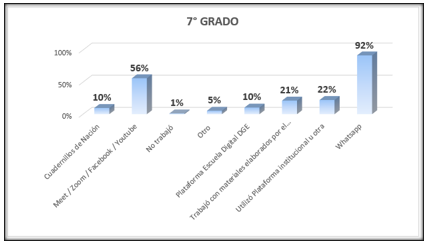 7° GRADO
100%
50%
0%
10%
56%
1%
5%
10%
21%
22%
92%
Cuadernillos de Nación
Meet / Zoom / Facebook / Youtube
No trabajó
Otro
Plataforma Escuela Digital DGE
Trabajó con materiales elaborados por el...
Utilizó Plataforma institucional u otra
Whatsapp